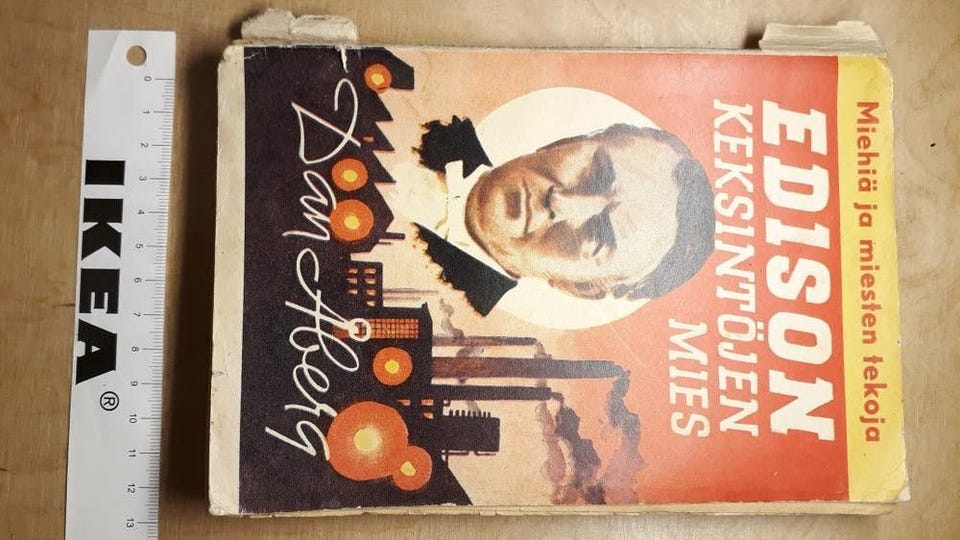 Miehiä ja miesten tekoja
EDISON
KEKSINTÖJEN
MIES
Dan
IKEA®
0 1 2 3 4 5 6 7 8 9 10 11 12 13